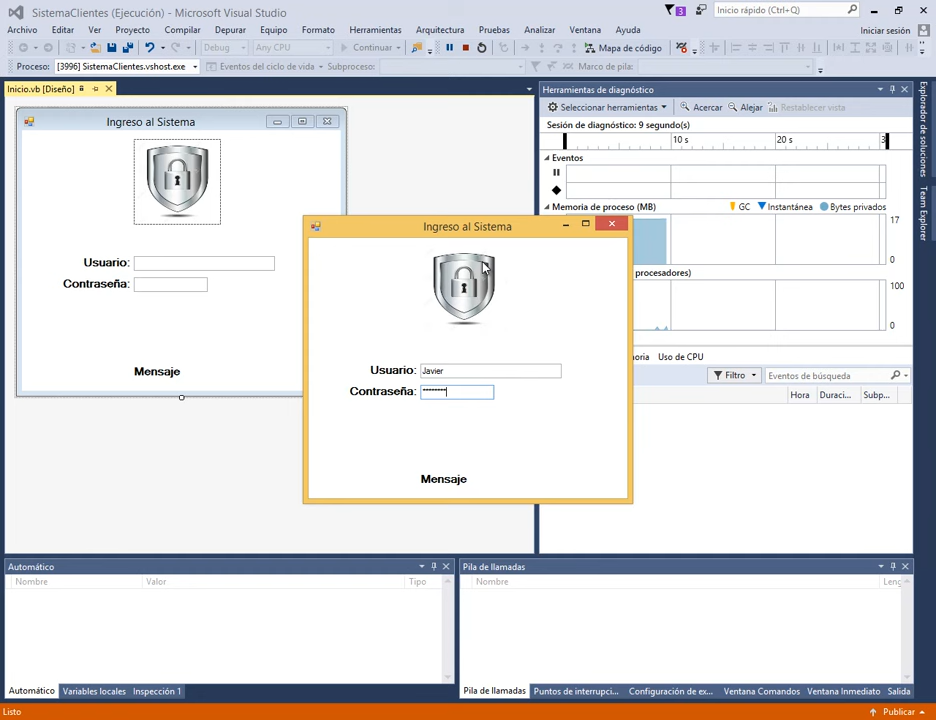 SistemaClientes (Ejecución) - Microsoft Visual Studio
3
Inicio rápido (Ctrl+Q)
Archivo Editar Ver Proyecto Compilar Depurar Equipo Formato Herramientas Arquitectura Pruebas Analizar Ventana Ayuda
Iniciar sesión
Debug Any CPU Continuar Mapa de código
Proceso: [3996] SistemaClientes.vshost.exe Eventos del ciclo de vida Subproceso: Marco de pila:
Inicio.vb [Diseño]
Ingreso al Sistema
Usuario:
Contraseña:
Mensaje
Ingreso al Sistema
Usuario: Javier
Contraseña: --------
Mensaje
Herramientas de diagnóstico
Seleccionar herramientas Acercar Alejar Restablecer vista
Sesión de diagnóstico: 9 segundo(s)
10 s 20 s 3
Eventos
Memoria de proceso (MB) GC Instantánea Bytes privados
17
0
procesadores)
100
0
moria Uso de CPU
Filtro Eventos de búsqueda
Hora Duraci... Subp...
Explorador de soluciones
Team Explorer
Automático
Nombre Valor Tipo
Automático Variables locales Inspección 1
Pila de llamadas
Nombre Leng
Pila de llamadas Puntos de interrupci... Configuración de ex... Ventana Comandos Ventana Inmediato Salida
Listo
Publicar